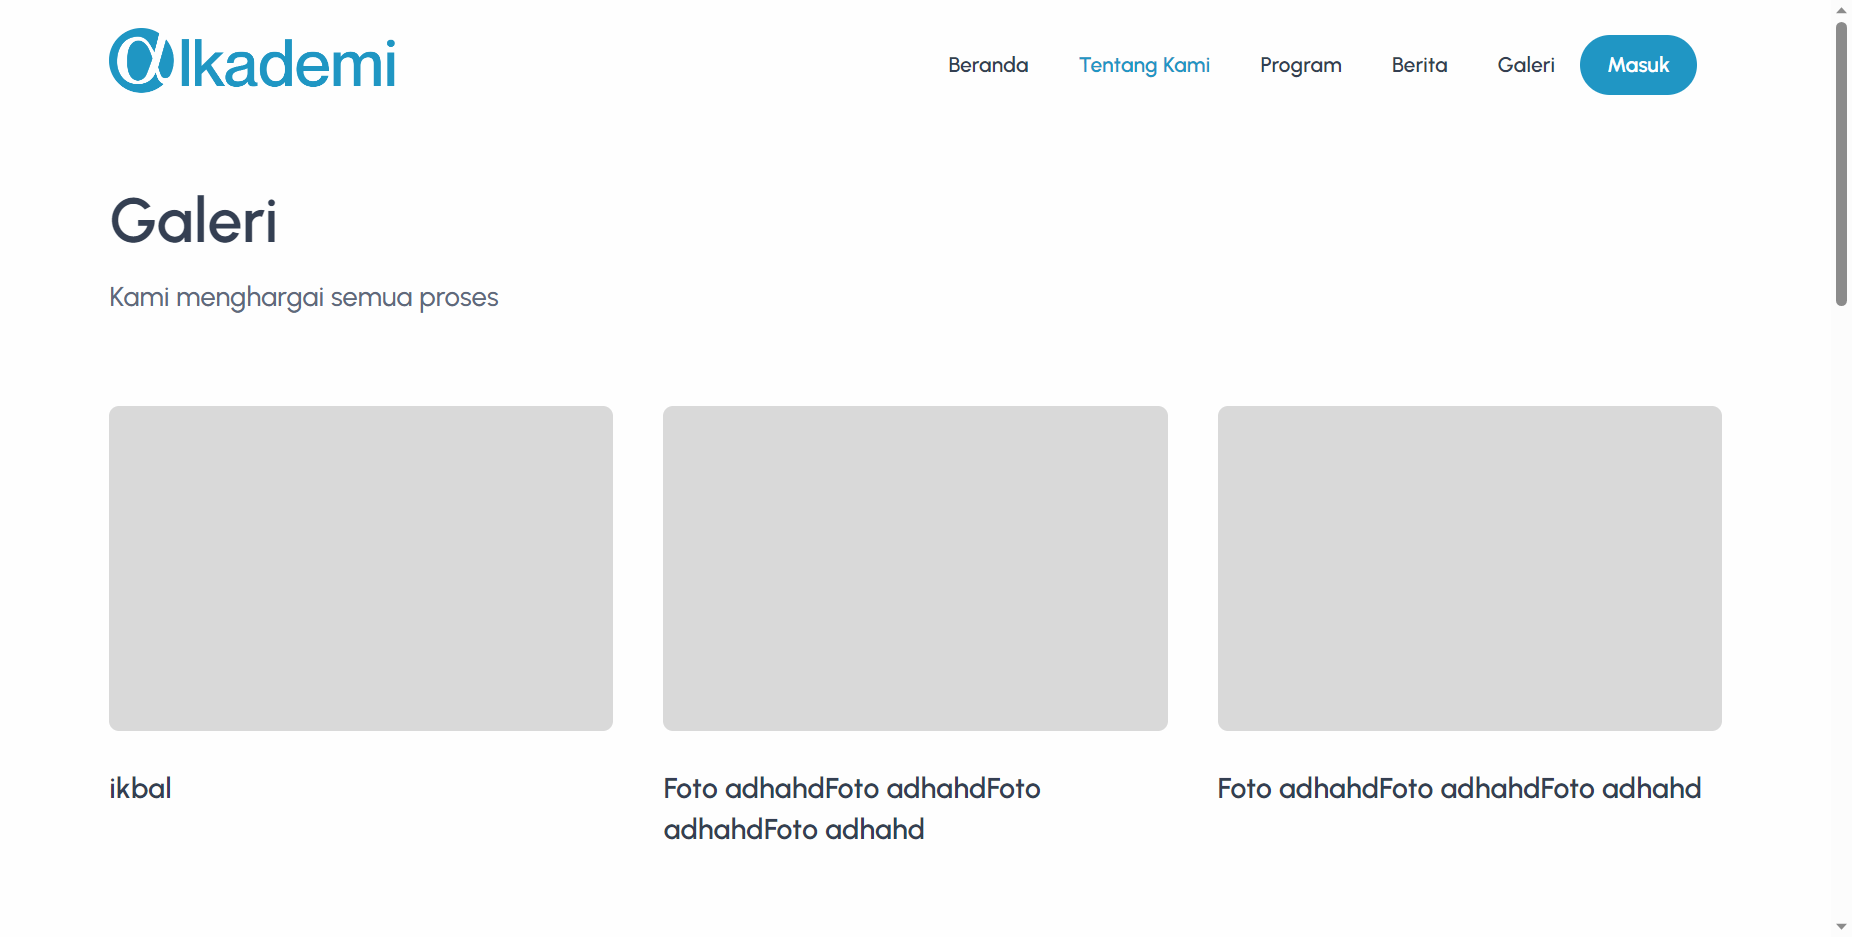 αlkademi
Beranda Tentang Kami Program Berita Galeri Masuk
Galeri
Kami menghargai semua proses
ikbal
Foto adhahdFoto adhahdFoto
adhahdFoto adhahd
Foto adhahdFoto adhahdFoto adhahd